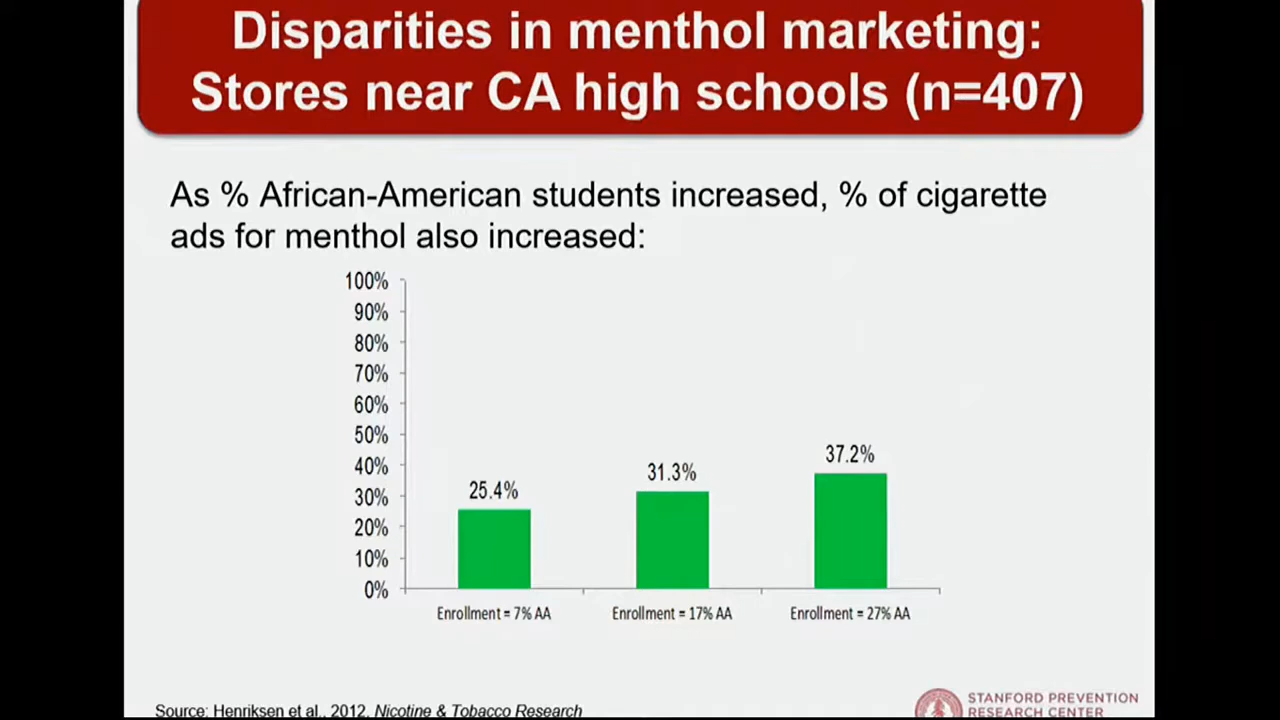 Disparities in menthol marketing:
Stores near CA high schools (n=407)
As % African-American students increased, % of cigarette
ads for menthol also increased:
100%
90%
80%
70%
60%
50%
40%
30%
20%
10%
0%
25.4%
31.3%
37.2%
Enrollment = 7% AA
Enrollment = 17% AA
Enrollment = 27% AA
Source: Henriksen et al., 2012, Nicotine & Tobacco Research
STANFORD PREVENTION
RESEARCH CENTER